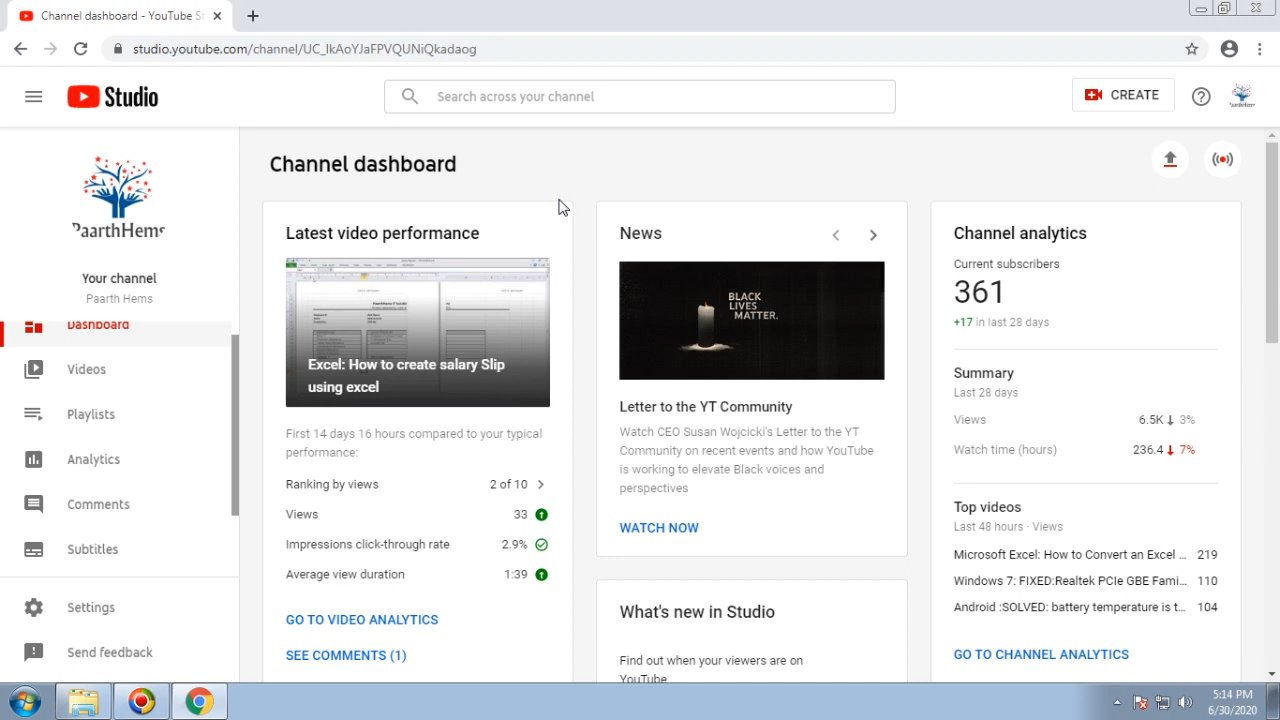 Channel dashboard - YouTube St
studio.youtube.com/channel/UC_lkAoYJaFPVQUNiQkadaog
Studio
Search across your channel
CREATE
PaarthHems
Your channel
Paarth Hems
Dashboard
Videos
Playlists
Analytics
Comments
Subtitles
Settings
Send feedback
Channel dashboard
Latest video performance
Excel: How to create salary Slip
using excel
First 14 days 16 hours compared to your typical
performance:
Ranking by views 2 of 10
Views 33
Impressions click-through rate 2.9%
Average view duration 1:39
GO TO VIDEO ANALYTICS
SEE COMMENTS (1)
News
BLACK
LIVES
MATTER.
Letter to the YT Community
Watch CEO Susan Wojcicki's Letter to the YT
Community on recent events and how YouTube
is working to elevate Black voices and
perspectives
WATCH NOW
What's new in Studio
Find out when your viewers are on
YouTube
Channel analytics
Current subscribers
361
+17 in last 28 days
Summary
Last 28 days
Views 6.5K 3%
Watch time (hours) 236.4 7%
Top videos
Last 48 hours · Views
Microsoft Excel: How to Convert an Excel ... 219
Windows 7: FIXED:Realtek PCIe GBE Fami... 110
Android :SOLVED: battery temperature is t... 104
GO TO CHANNEL ANALYTICS
5:14 PM
6/30/2020